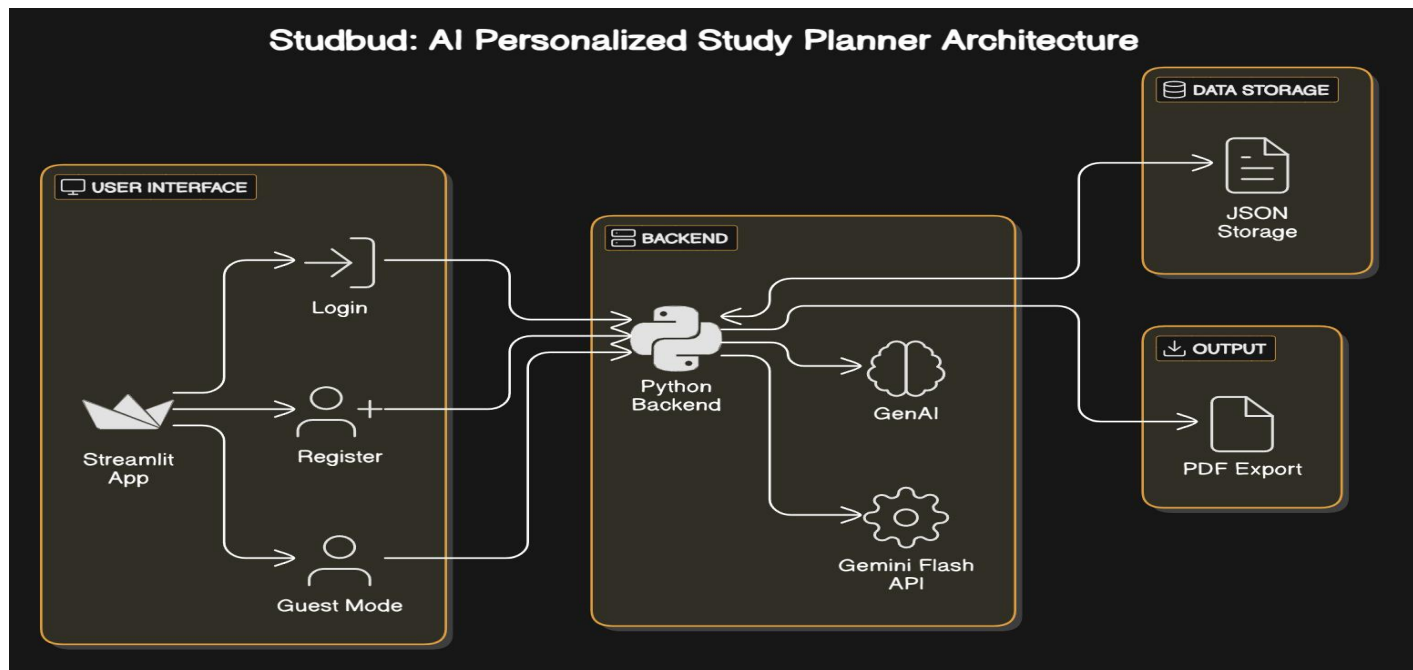 Studbud: AI Personalized Study Planner Architecture
USER INTERFACE
Login
Streamlit
App
Register
Guest Mode
BACKEND
Python
Backend
GenAI
Gemini Flash
API
DATA STORAGE
JSON
Storage
OUTPUT
PDF Export